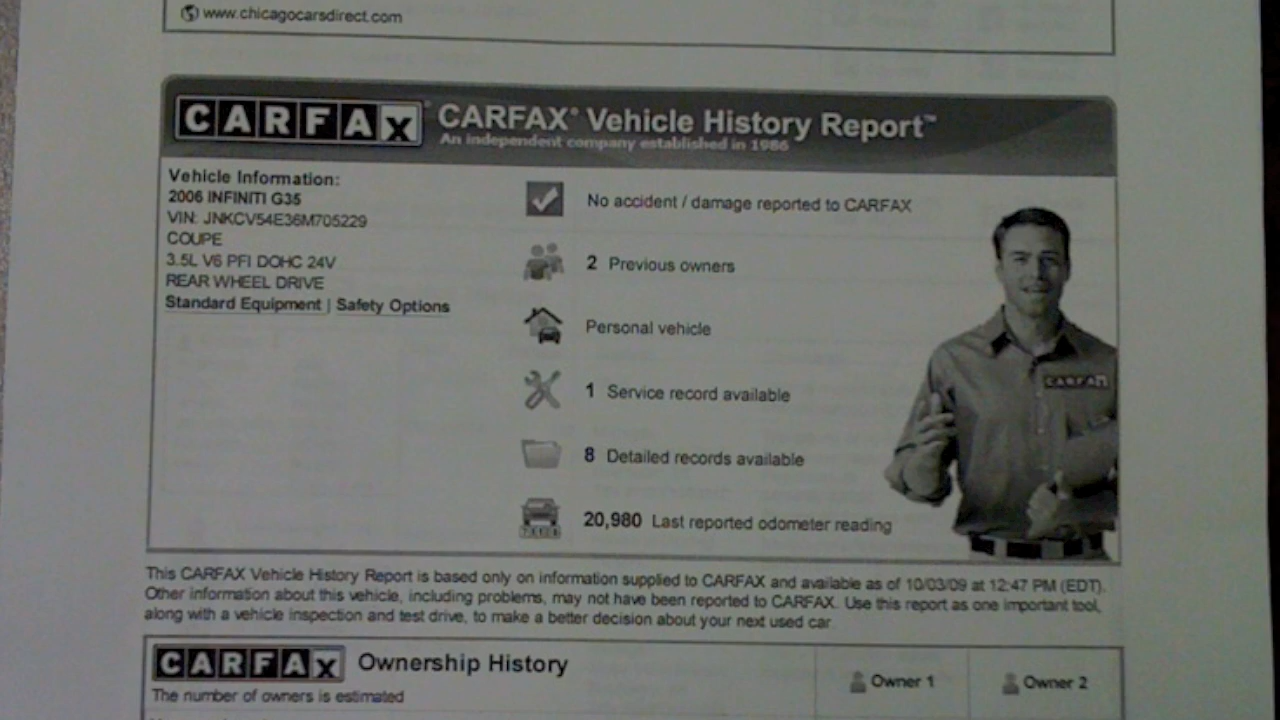 www.chicagocarsdirect.com
CARFAX CARFAX® Vehicle History Report™
An independent company established in 1986
Vehicle Information:
2006 INFINITI G35
VIN: JNKCV54E36M705229
COUPE
3.5L V6 PFI DOHC 24V
REAR WHEEL DRIVE
Standard Equipment | Safety Options
No accident / damage reported to CARFAX
2 Previous owners
Personal vehicle
1 Service record available
8 Detailed records available
20,980 Last reported odometer reading
CARFAX
This CARFAX Vehicle History Report is based only on information supplied to CARFAX and available as of 10/03/09 at 12:47 PM (EDT).
Other information about this vehicle, including problems, may not have been reported to CARFAX. Use this report as one important tool,
along with a vehicle inspection and test drive, to make a better decision about your next used car.
CARFAX Ownership History
The number of owners is estimated
Owner 1
Owner 2